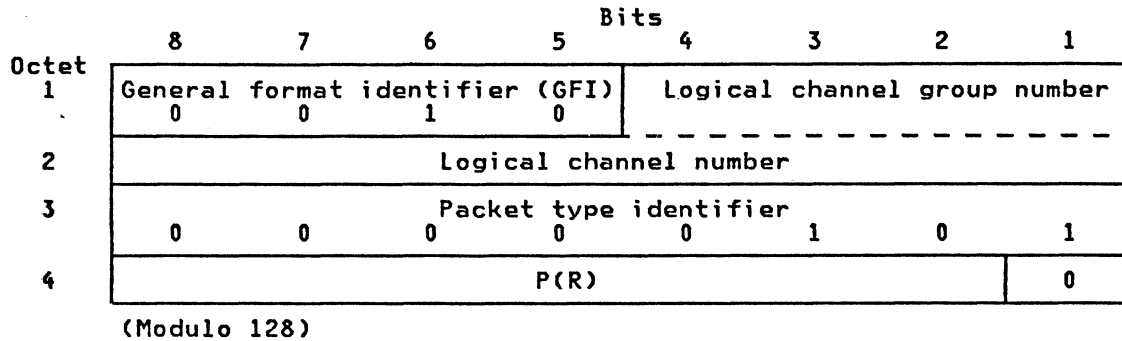 Bits
8 7 6 5 4 3 2 1
Octet
1 General format identifier (GFI) Logical channel group number
0 0 1 0
2 Logical channel number
3 Packet type identifier
0 0 0 0 0 1 0 1
4 P(R) 0
(Modulo 128)